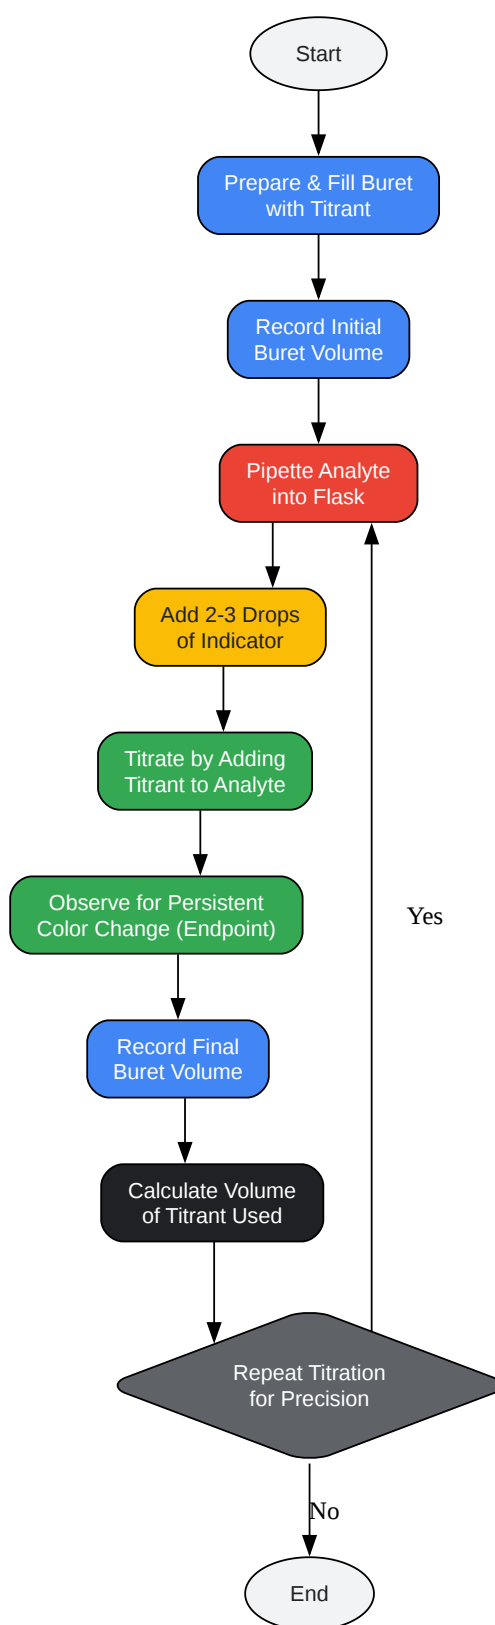 Start
Prepare & Fill Buret
with Titrant
Record Initial
Buret Volume
Pipette Analyte
into Flask
Add 2-3 Drops
of Indicator
Titrate by Adding
Titrant to Analyte
Observe for Persistent
Color Change (Endpoint)
Yes
Record Final
Buret Volume
Calculate Volume
of Titrant Used
Repeat Titration
for Precision
No
End